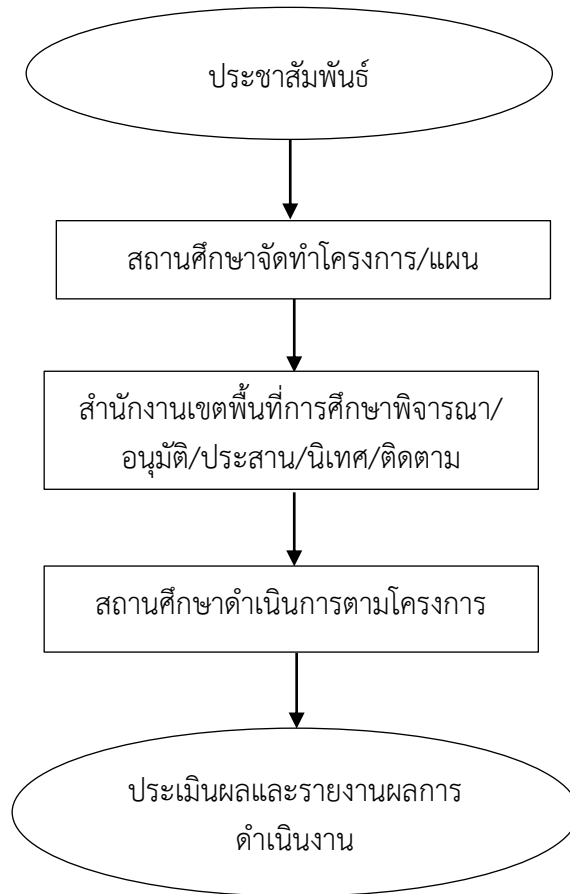 ประชาสัมพันธ์
สถานศึกษาจัดทำโครงการ/แผน
สำนักงานเขตพื้นที่การศึกษาพิจารณา/
อนุมัติ/ประสาน/นิเทศ/ติดตาม
สถานศึกษาดำเนินการตามโครงการ
ประเมินผลและรายงานผลการ
ดำเนินงาน